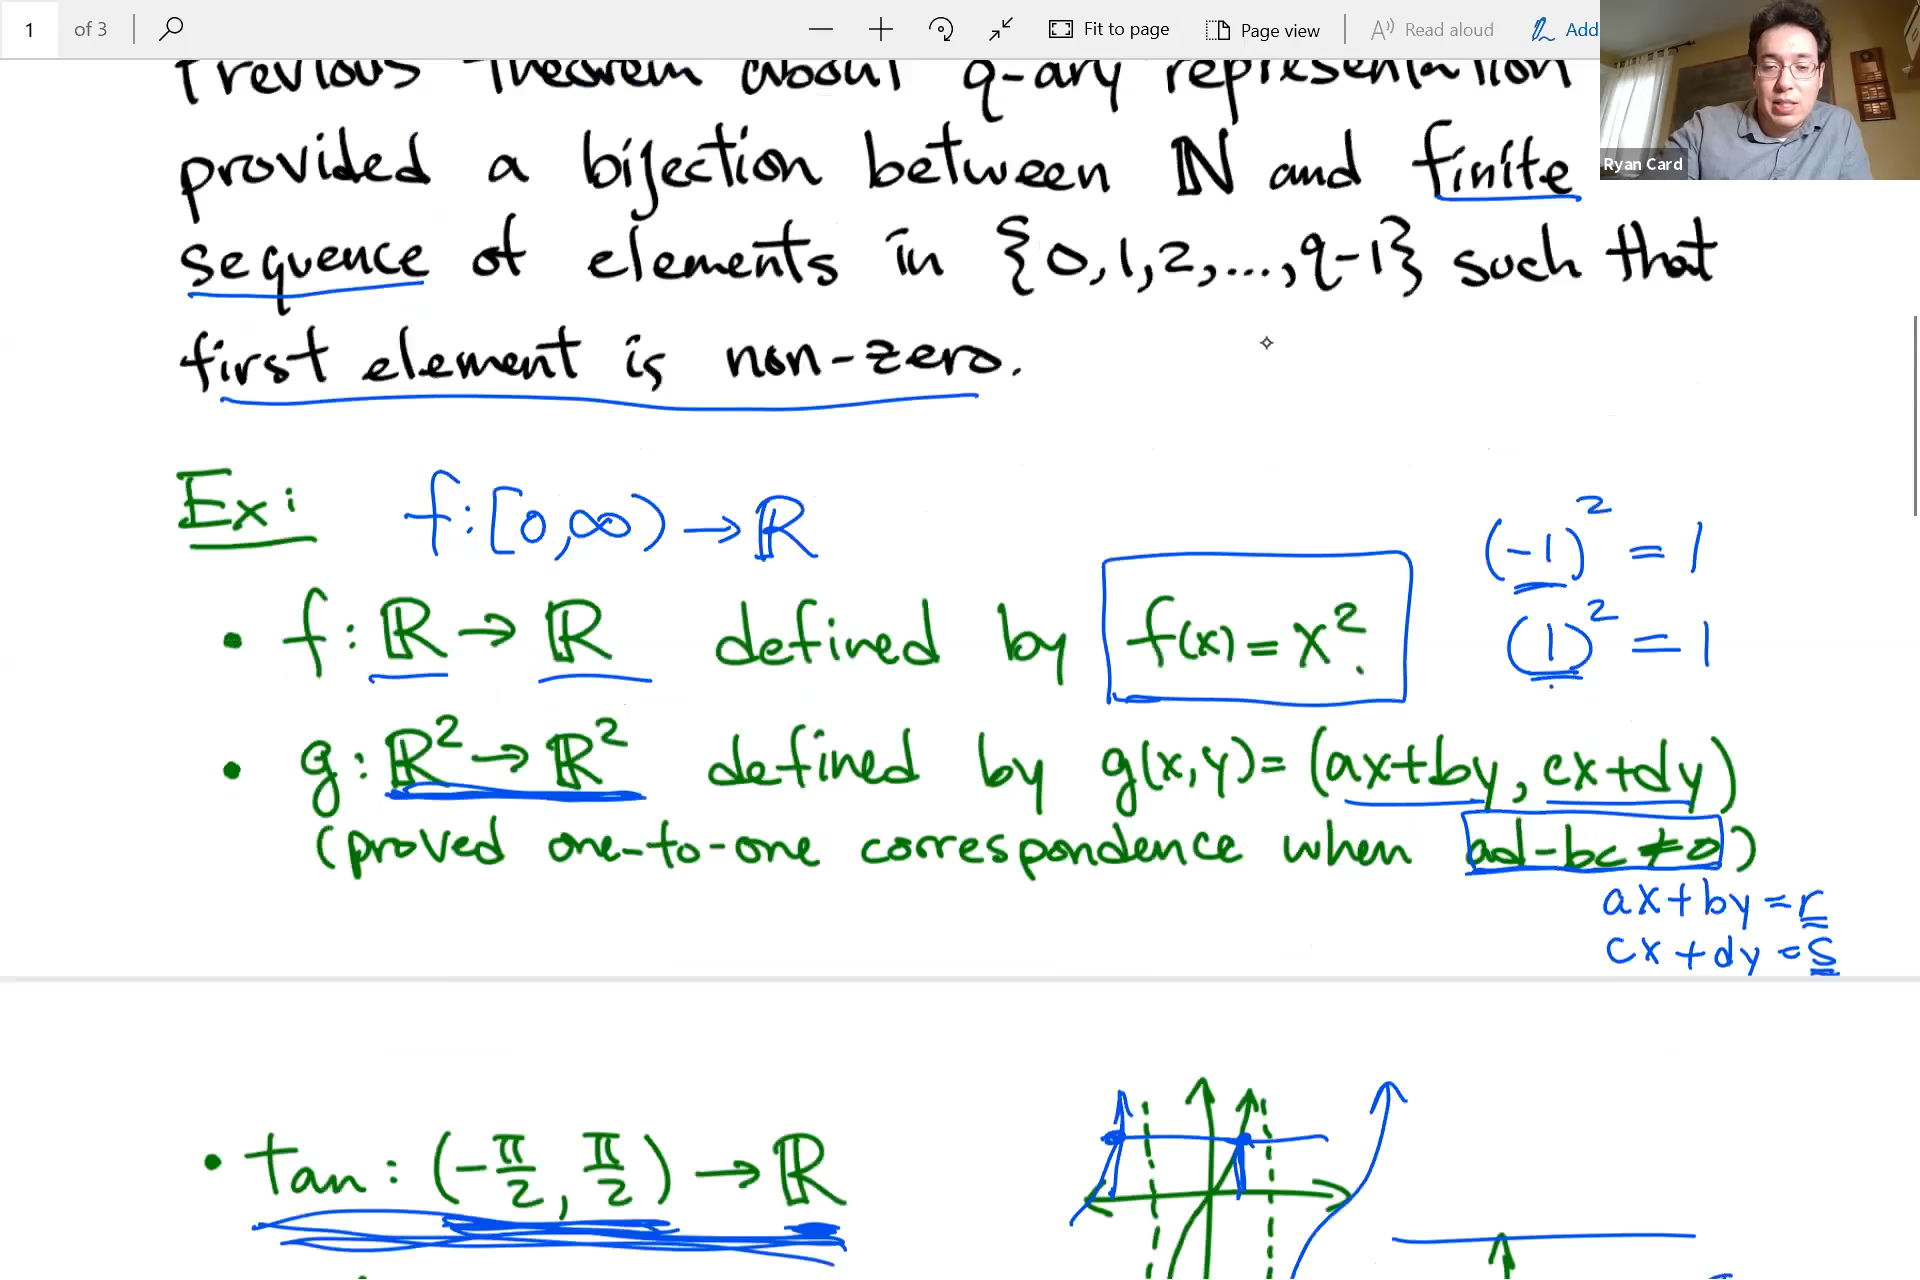 1 of 3 Fit to page Page view Read aloud Add
Ryan Card
Previous Theorem about q-ary representation
provided a bijection between ℕ and finite
sequence of elements in {0,1,2,...,q-1} such that
first element is non-zero.
Ex: f:[0,∞)→ℝ
(-1)² = 1
• f:ℝ→ℝ defined by f(x)=x².
(1)² = 1
• g:ℝ²→ℝ² defined by g(x,y)=(ax+by, cx+dy)
(proved one-to-one correspondence when ad-bc≠0)
ax+by=r
cx+dy=s
• tan: (-π/2, π/2)→ℝ